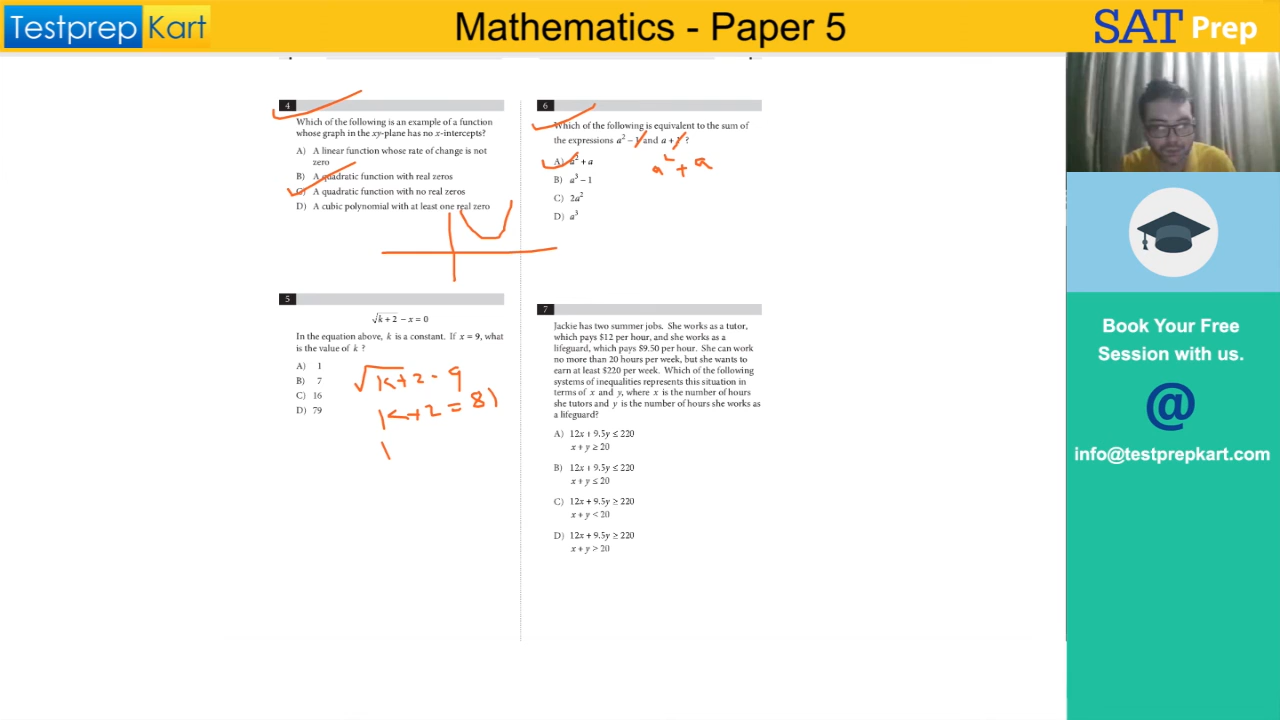 Testprep Kart
Mathematics - Paper 5
SAT Prep
4
Which of the following is an example of a function
whose graph in the xy-plane has no x-intercepts?
A) A linear function whose rate of change is not
zero
B) A quadratic function with real zeros
C) A quadratic function with no real zeros
D) A cubic polynomial with at least one real zero
5
√k+2 − x = 0
In the equation above, k is a constant. If x = 9, what
is the value of k ?
A) 1
B) 7
C) 16
D) 79
√k+2 - 9
k+2 = 81
6
Which of the following is equivalent to the sum of
the expressions a² − 1 and a + 1 ?
A) a² + a
B) a³ − 1
C) 2a²
D) a³
a² + a
7
Jackie has two summer jobs. She works as a tutor,
which pays $12 per hour, and she works as a
lifeguard, which pays $9.50 per hour. She can work
no more than 20 hours per week, but she wants to
earn at least $220 per week. Which of the following
systems of inequalities represents this situation in
terms of x and y, where x is the number of hours
she tutors and y is the number of hours she works as
a lifeguard?
A) 12x + 9.5y ≤ 220
x + y ≥ 20
B) 12x + 9.5y ≤ 220
x + y ≤ 20
C) 12x + 9.5y ≥ 220
x + y < 20
D) 12x + 9.5y ≥ 220
x + y > 20
Book Your Free
Session with us.
@
info@testprepkart.com